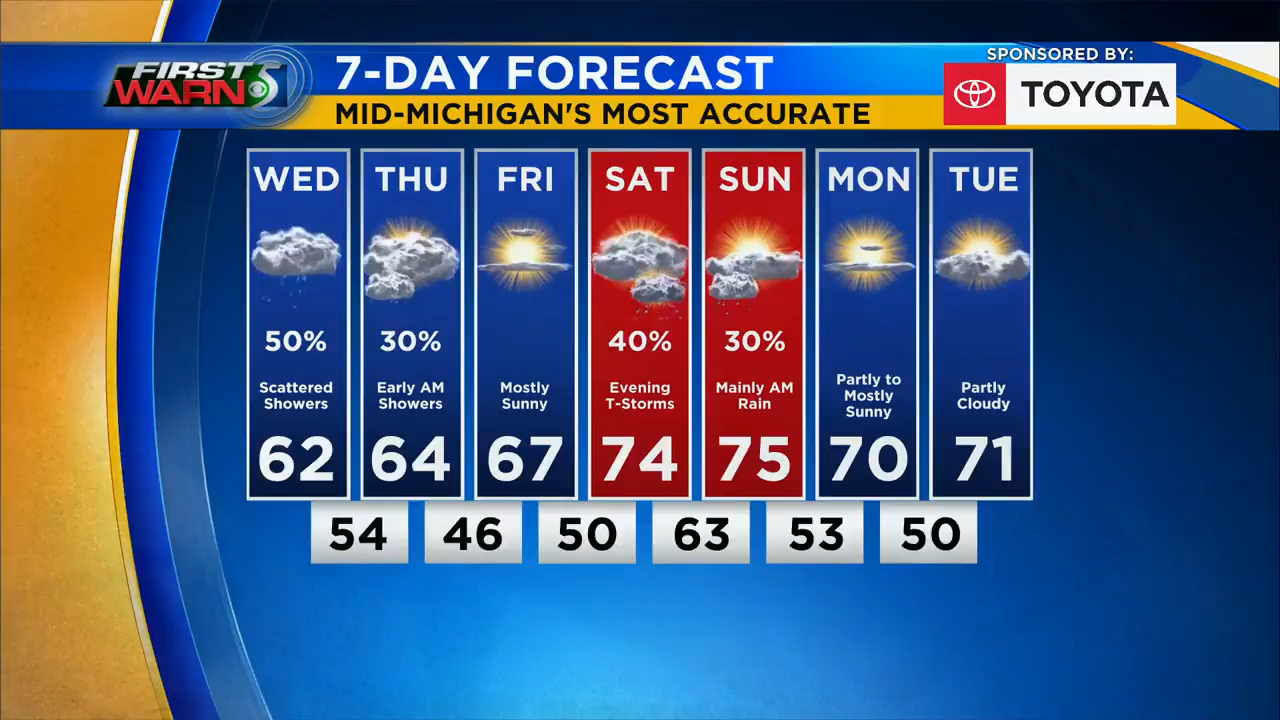 FIRST
WARN 5
7-DAY FORECAST
MID-MICHIGAN'S MOST ACCURATE
SPONSORED BY:
TOYOTA
WED THU FRI SAT SUN MON TUE
50% 30% 40% 30%
Scattered Showers
Early AM Showers
Mostly Sunny
Evening T-Storms
Mainly AM Rain
Partly to Mostly Sunny
Partly Cloudy
62 64 67 74 75 70 71
54 46 50 63 53 50